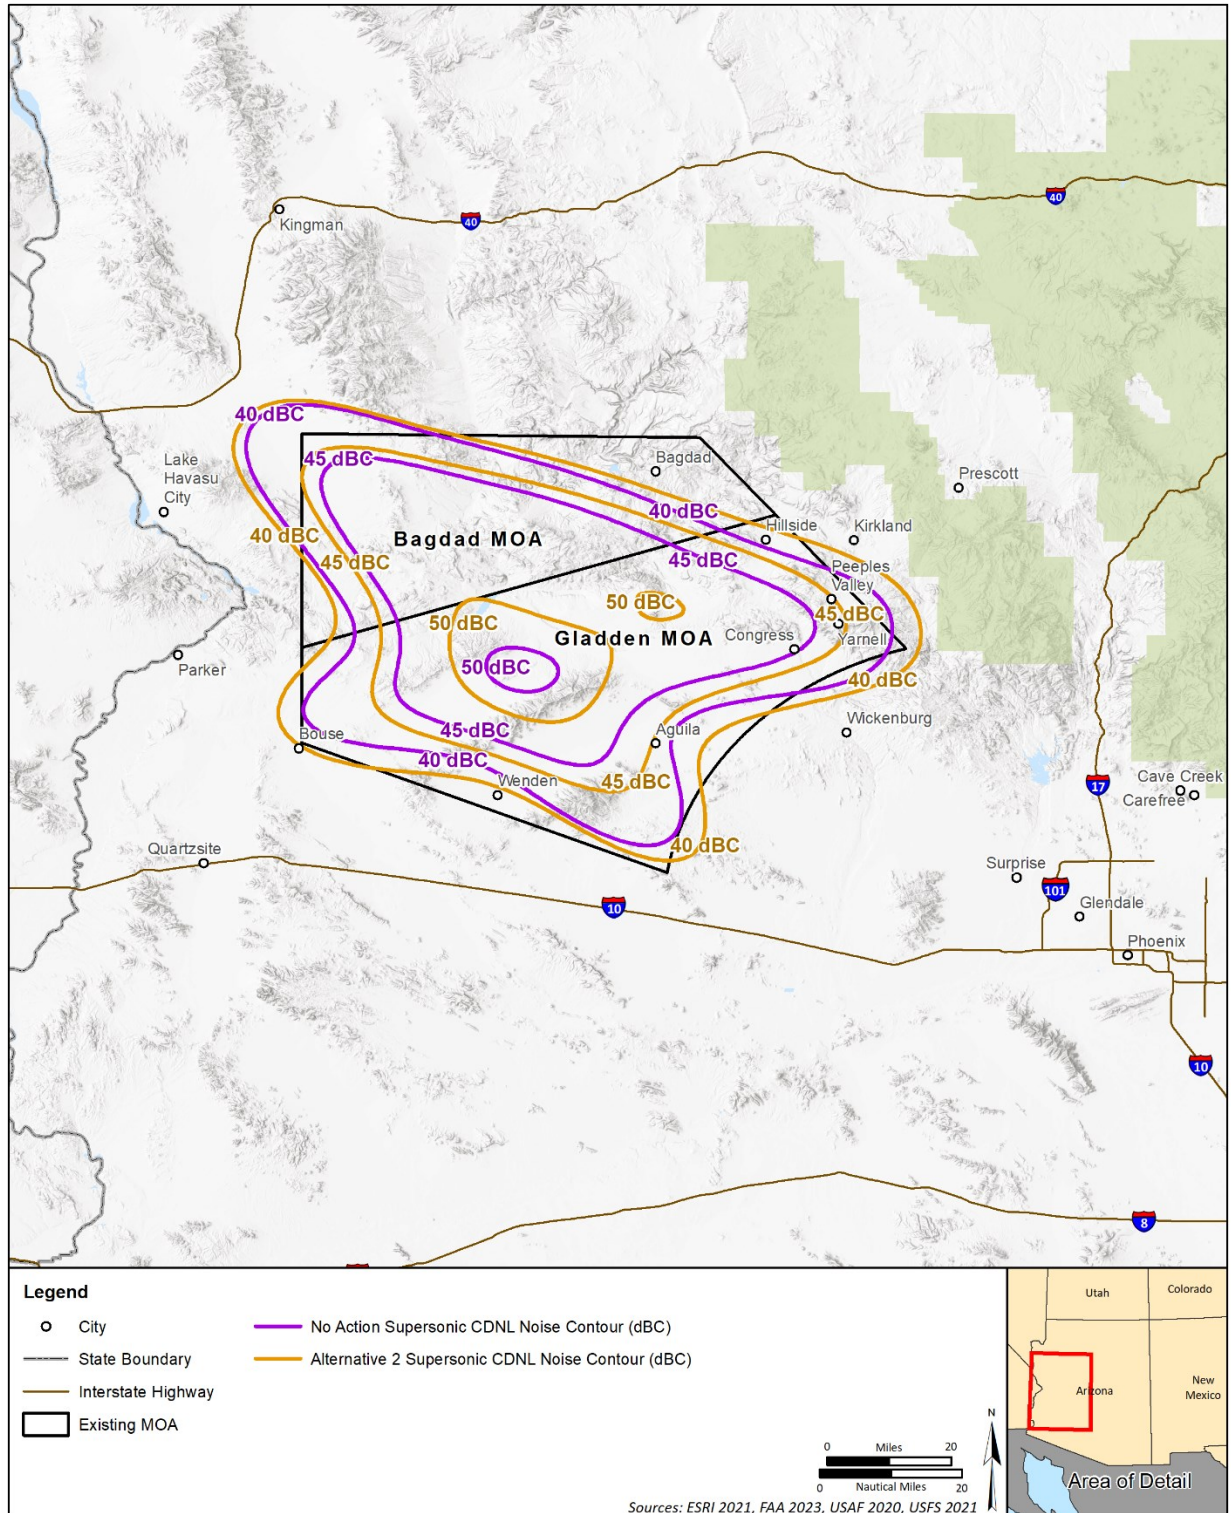 40
40
Kingman
40 dBC
45 dBC
Bagdad
Prescott
Lake
Havasu
City
40 dBC
40 dBC
Hillside
Kirkland
Bagdad MOA
45 dBC
45 dBC
Peeples
Valley
50 dBC
45 dBC
50 dBC
Gladden MOA
Congress
Yarnell
Parker
50 dBC
40 dBC
Bouse
45 dBC
Aguila
Wickenburg
40 dBC
Wenden
45 dBC
17
Cave Creek
Carefree
40 dBC
Quartzsite
Surprise
101
10
Glendale
Phoenix
10
8
Legend
City
State Boundary
Interstate Highway
Existing MOA
No Action Supersonic CDNL Noise Contour (dBC)
Alternative 2 Supersonic CDNL Noise Contour (dBC)
N
0 Miles 20
0 Nautical Miles 20
Sources: ESRI 2021, FAA 2023, USAF 2020, USFS 2021
Utah
Colorado
Arizona
New
Mexico
Area of Detail